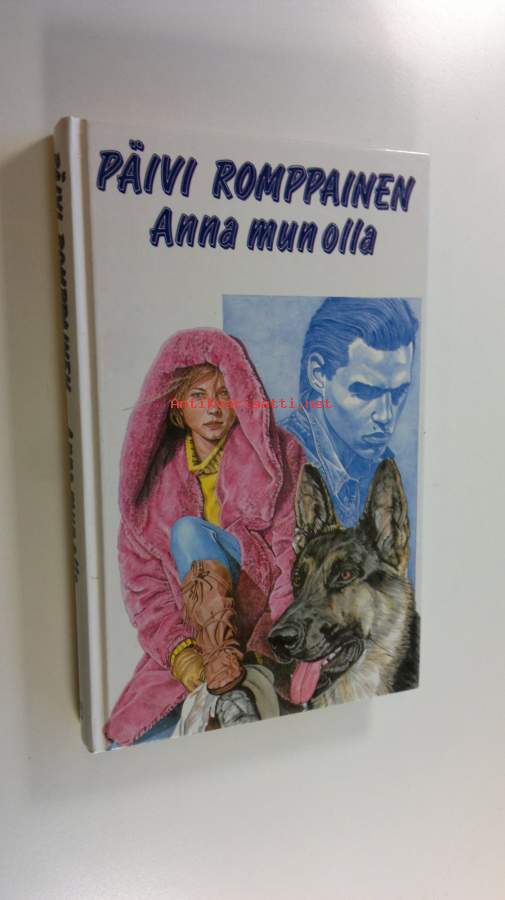 PÄIVI ROMPPAINEN
Anna mun olla
Antikvariaatti.net
PÄIVI ROMPPAINEN Anna mun olla